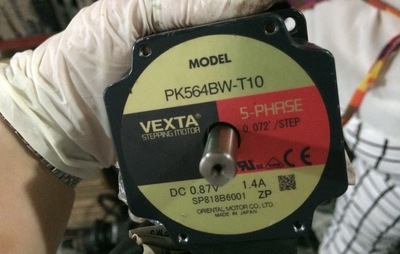 MODEL
PK564BW-T10
VEXTA
STEPPING MOTOR
5-PHASE
0.072°/STEP
DC 0.87V 1.4A
SP818B6001 ZP
ORIENTAL MOTOR CO. LTD.
MADE IN JAPAN